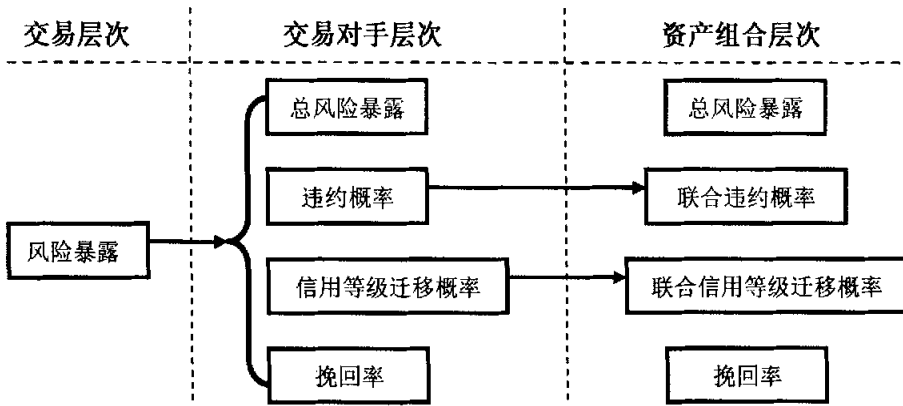 交易层次
交易对手层次
资产组合层次
总风险暴露
总风险暴露
违约概率
联合违约概率
风险暴露
信用等级迁移概率
联合信用等级迁移概率
挽回率
挽回率